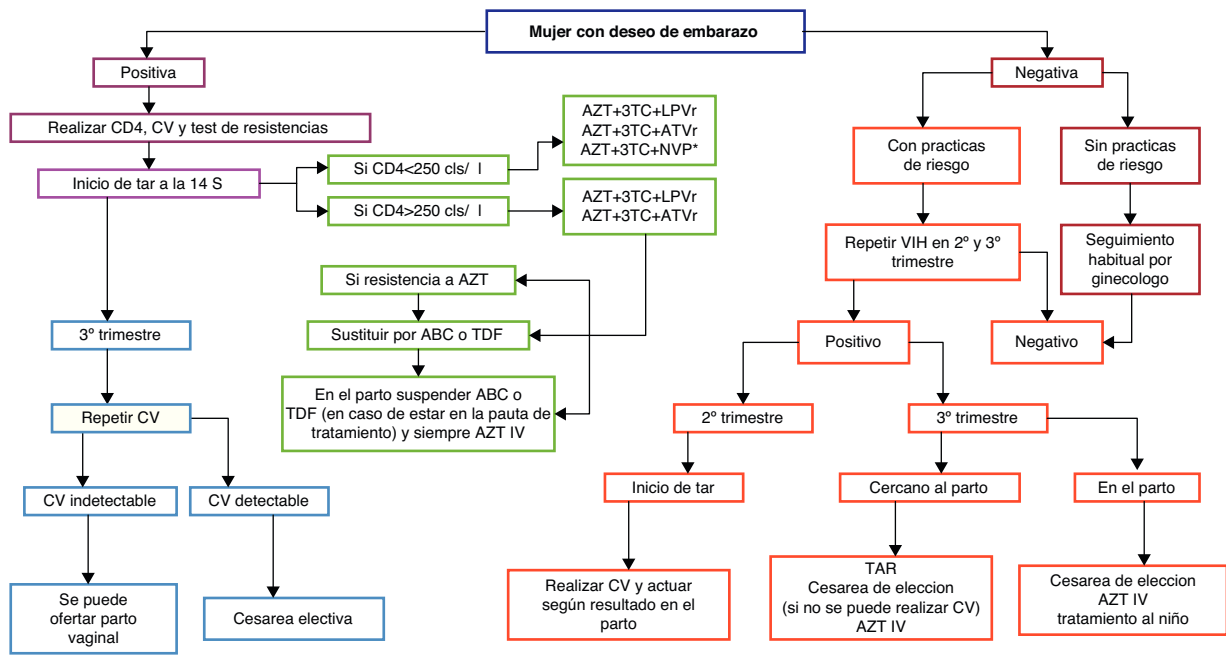 Mujer con deseo de embarazo
Positiva
Negativa
Realizar CD4, CV y test de resistencias
Inicio de tar a la 14 S
Si CD4<250 cls/ l
Si CD4>250 cls/ l
AZT+3TC+LPVr
AZT+3TC+ATVr
AZT+3TC+NVP*
AZT+3TC+LPVr
AZT+3TC+ATVr
Si resistencia a AZT
Sustituir por ABC o TDF
En el parto suspender ABC o
TDF (en caso de estar en la pauta de
tratamiento) y siempre AZT IV
3º trimestre
Repetir CV
CV indetectable
CV detectable
Se puede
ofertar parto
vaginal
Cesarea electiva
Con practicas
de riesgo
Sin practicas
de riesgo
Repetir VIH en 2º y 3º
trimestre
Seguimiento
habitual por
ginecologo
Positivo
Negativo
2º trimestre
3º trimestre
Inicio de tar
Cercano al parto
En el parto
Realizar CV y actuar
según resultado en el
parto
TAR
Cesarea de eleccion
(si no se puede realizar CV)
AZT IV
Cesarea de eleccion
AZT IV
tratamiento al niño